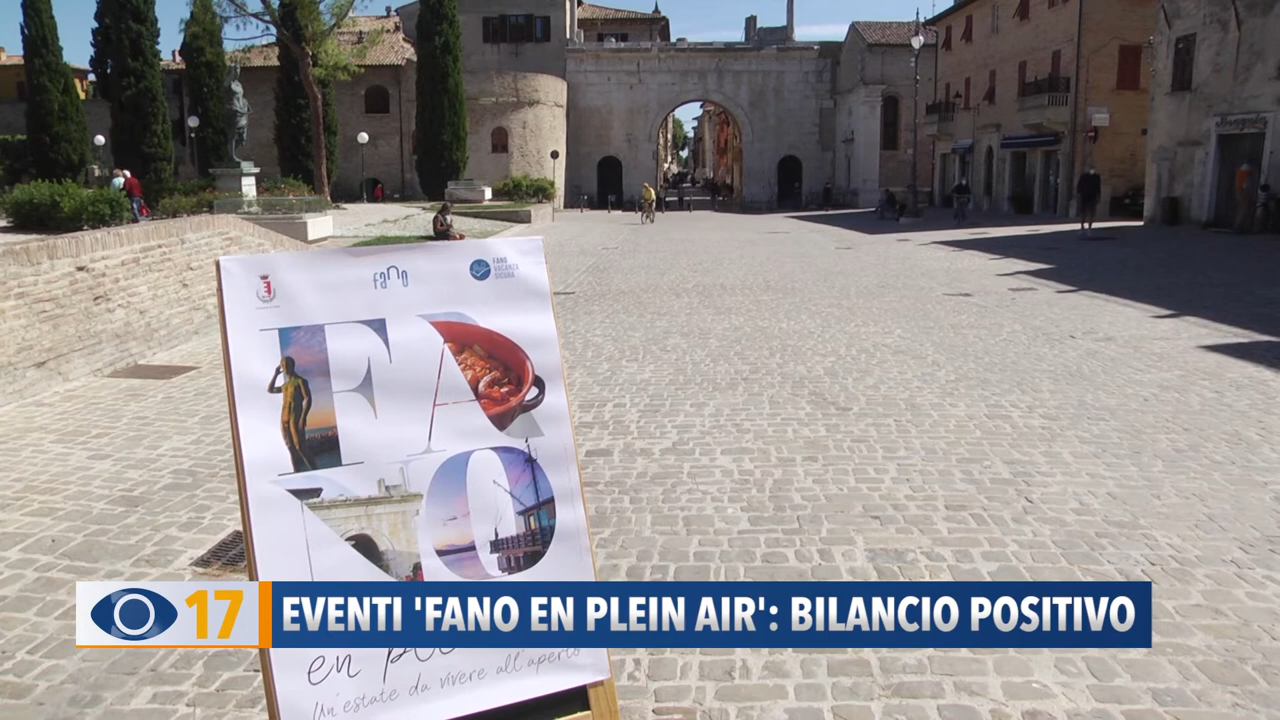 fano
FANO
VACANZA
SICURA
FA
NO
17
EVENTI 'FANO EN PLEIN AIR': BILANCIO POSITIVO
en
Un'estate da vivere all'aperto